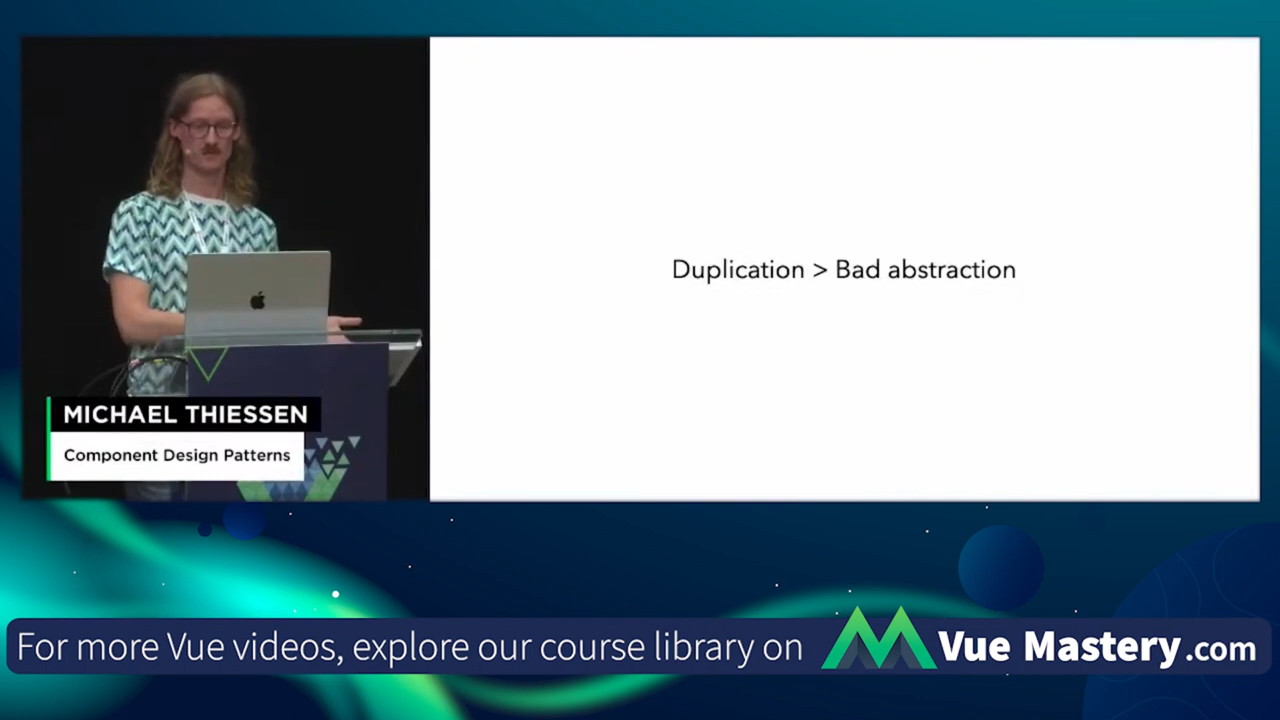 Duplication > Bad abstraction
MICHAEL THIESSEN
Component Design Patterns
For more Vue videos, explore our course library on Vue Mastery.com